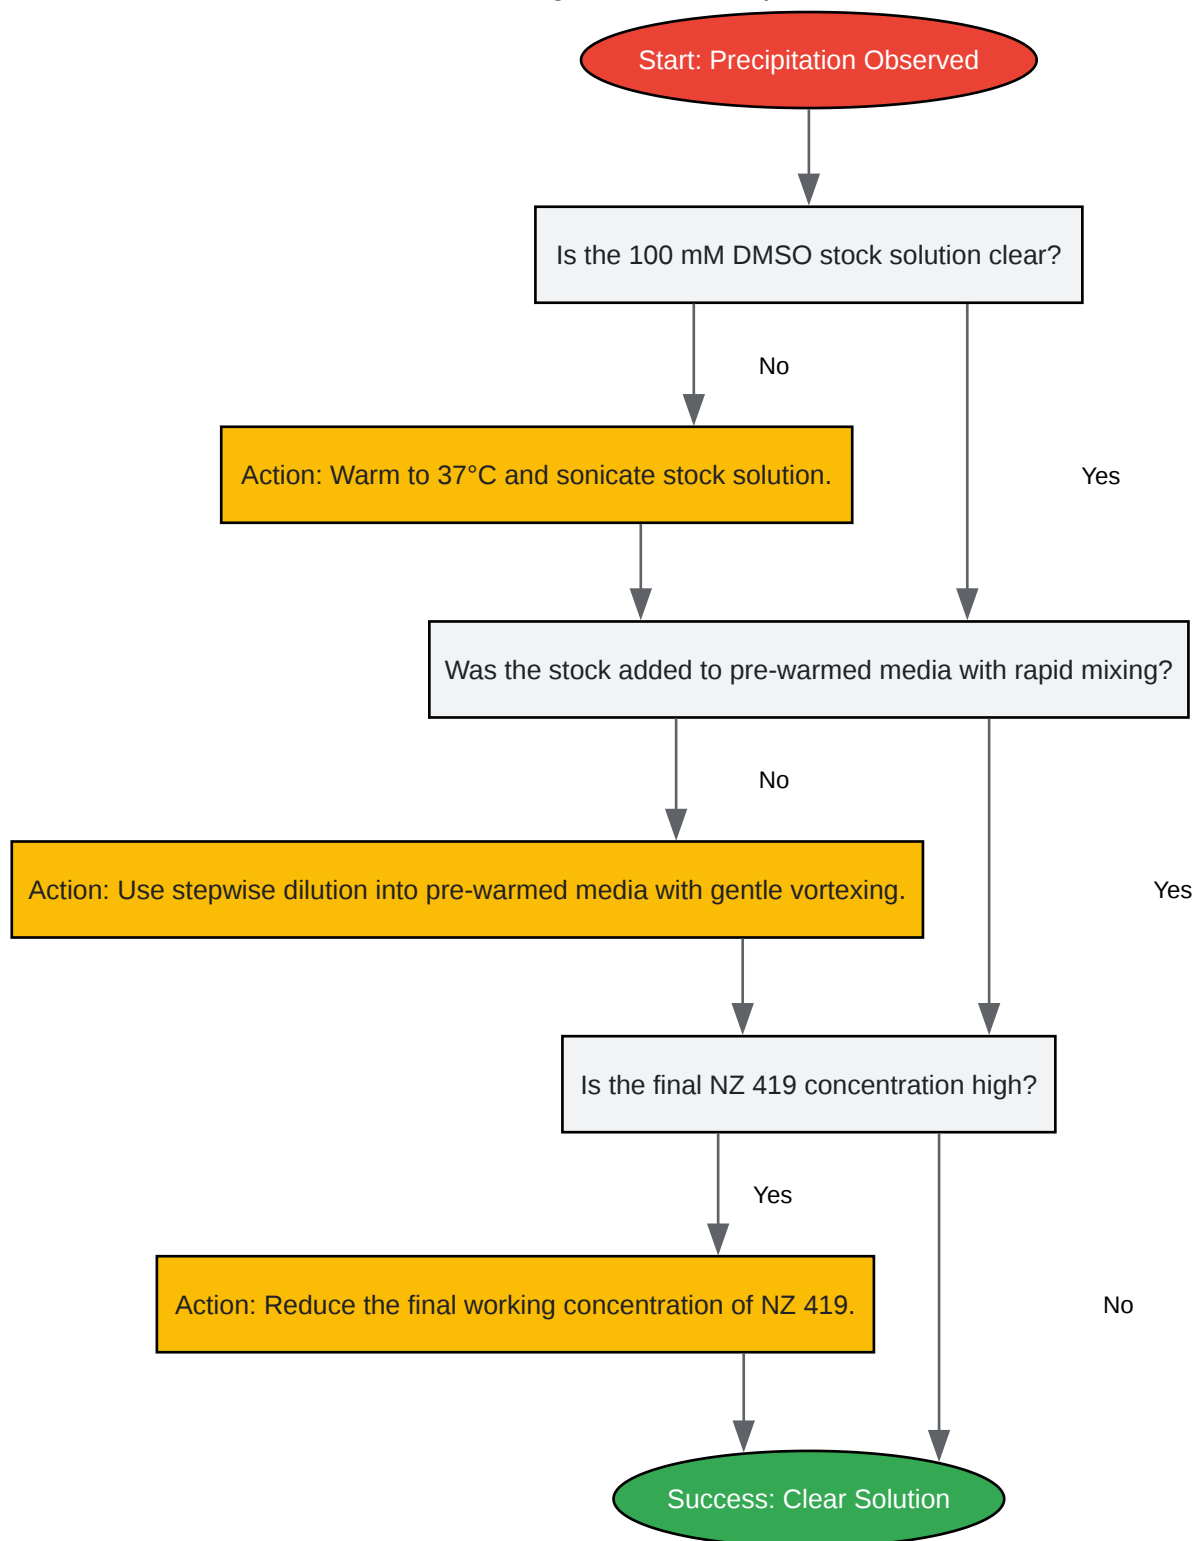 Start: Precipitation Observed
Is the 100 mM DMSO stock solution clear?
No
Action: Warm to 37°C and sonicate stock solution.
Yes
Was the stock added to pre-warmed media with rapid mixing?
No
Action: Use stepwise dilution into pre-warmed media with gentle vortexing.
Yes
Is the final NZ 419 concentration high?
Yes
Action: Reduce the final working concentration of NZ 419.
No
Success: Clear Solution